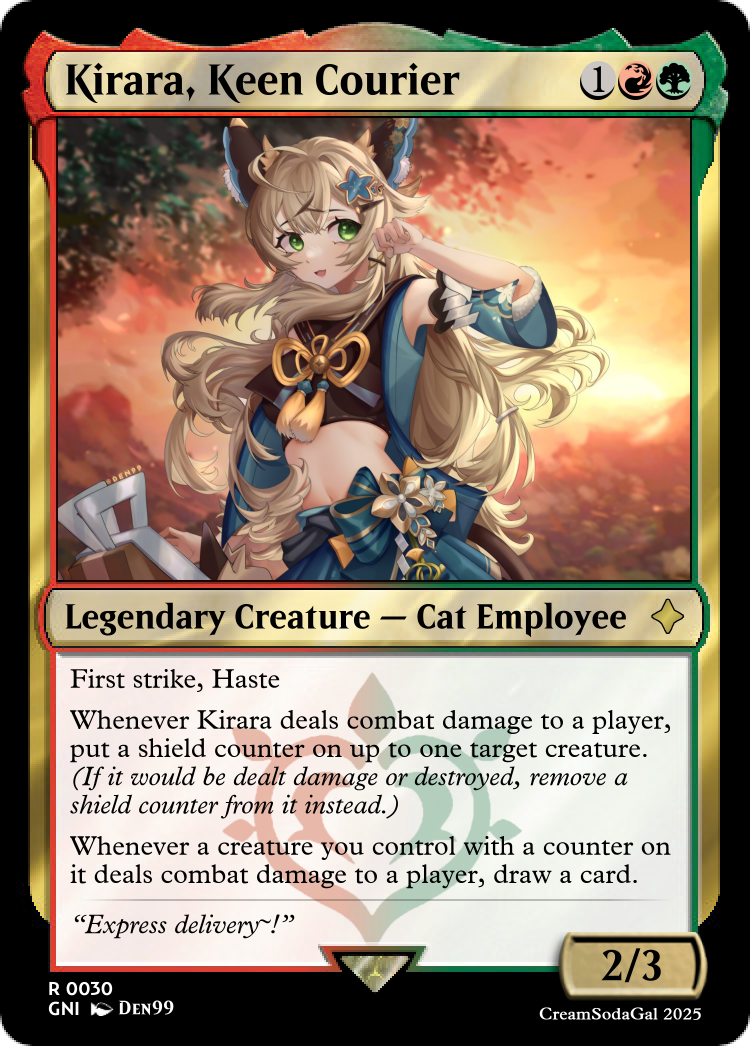 Kirara, Keen Courier
1
DEN99
Legendary Creature — Cat Employee
First strike, Haste
Whenever Kirara deals combat damage to a player,
put a shield counter on up to one target creature.
(If it would be dealt damage or destroyed, remove a
shield counter from it instead.)
Whenever a creature you control with a counter on
it deals combat damage to a player, draw a card.
“Express delivery~!”
2/3
R 0030
GNI DEN99
CreamSodaGal 2025